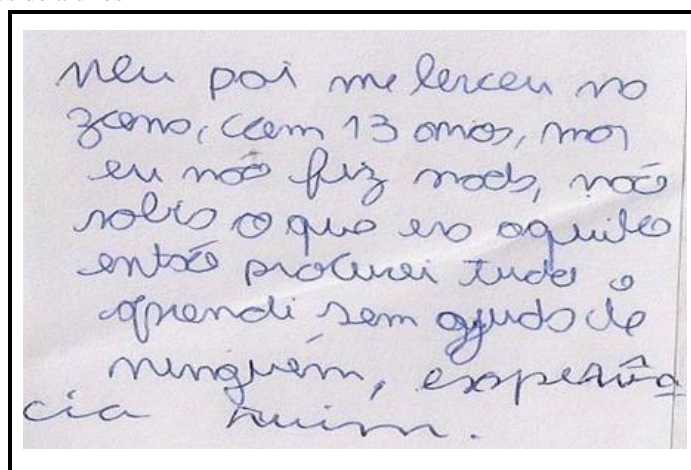 Meu pai me levou na
zona, com 13 anos, mas
eu não fiz nada, não
sabia o que era aquilo
então procurei tudo e
aprendi sem ajuda de
ninguém, experiên
cia ruim.